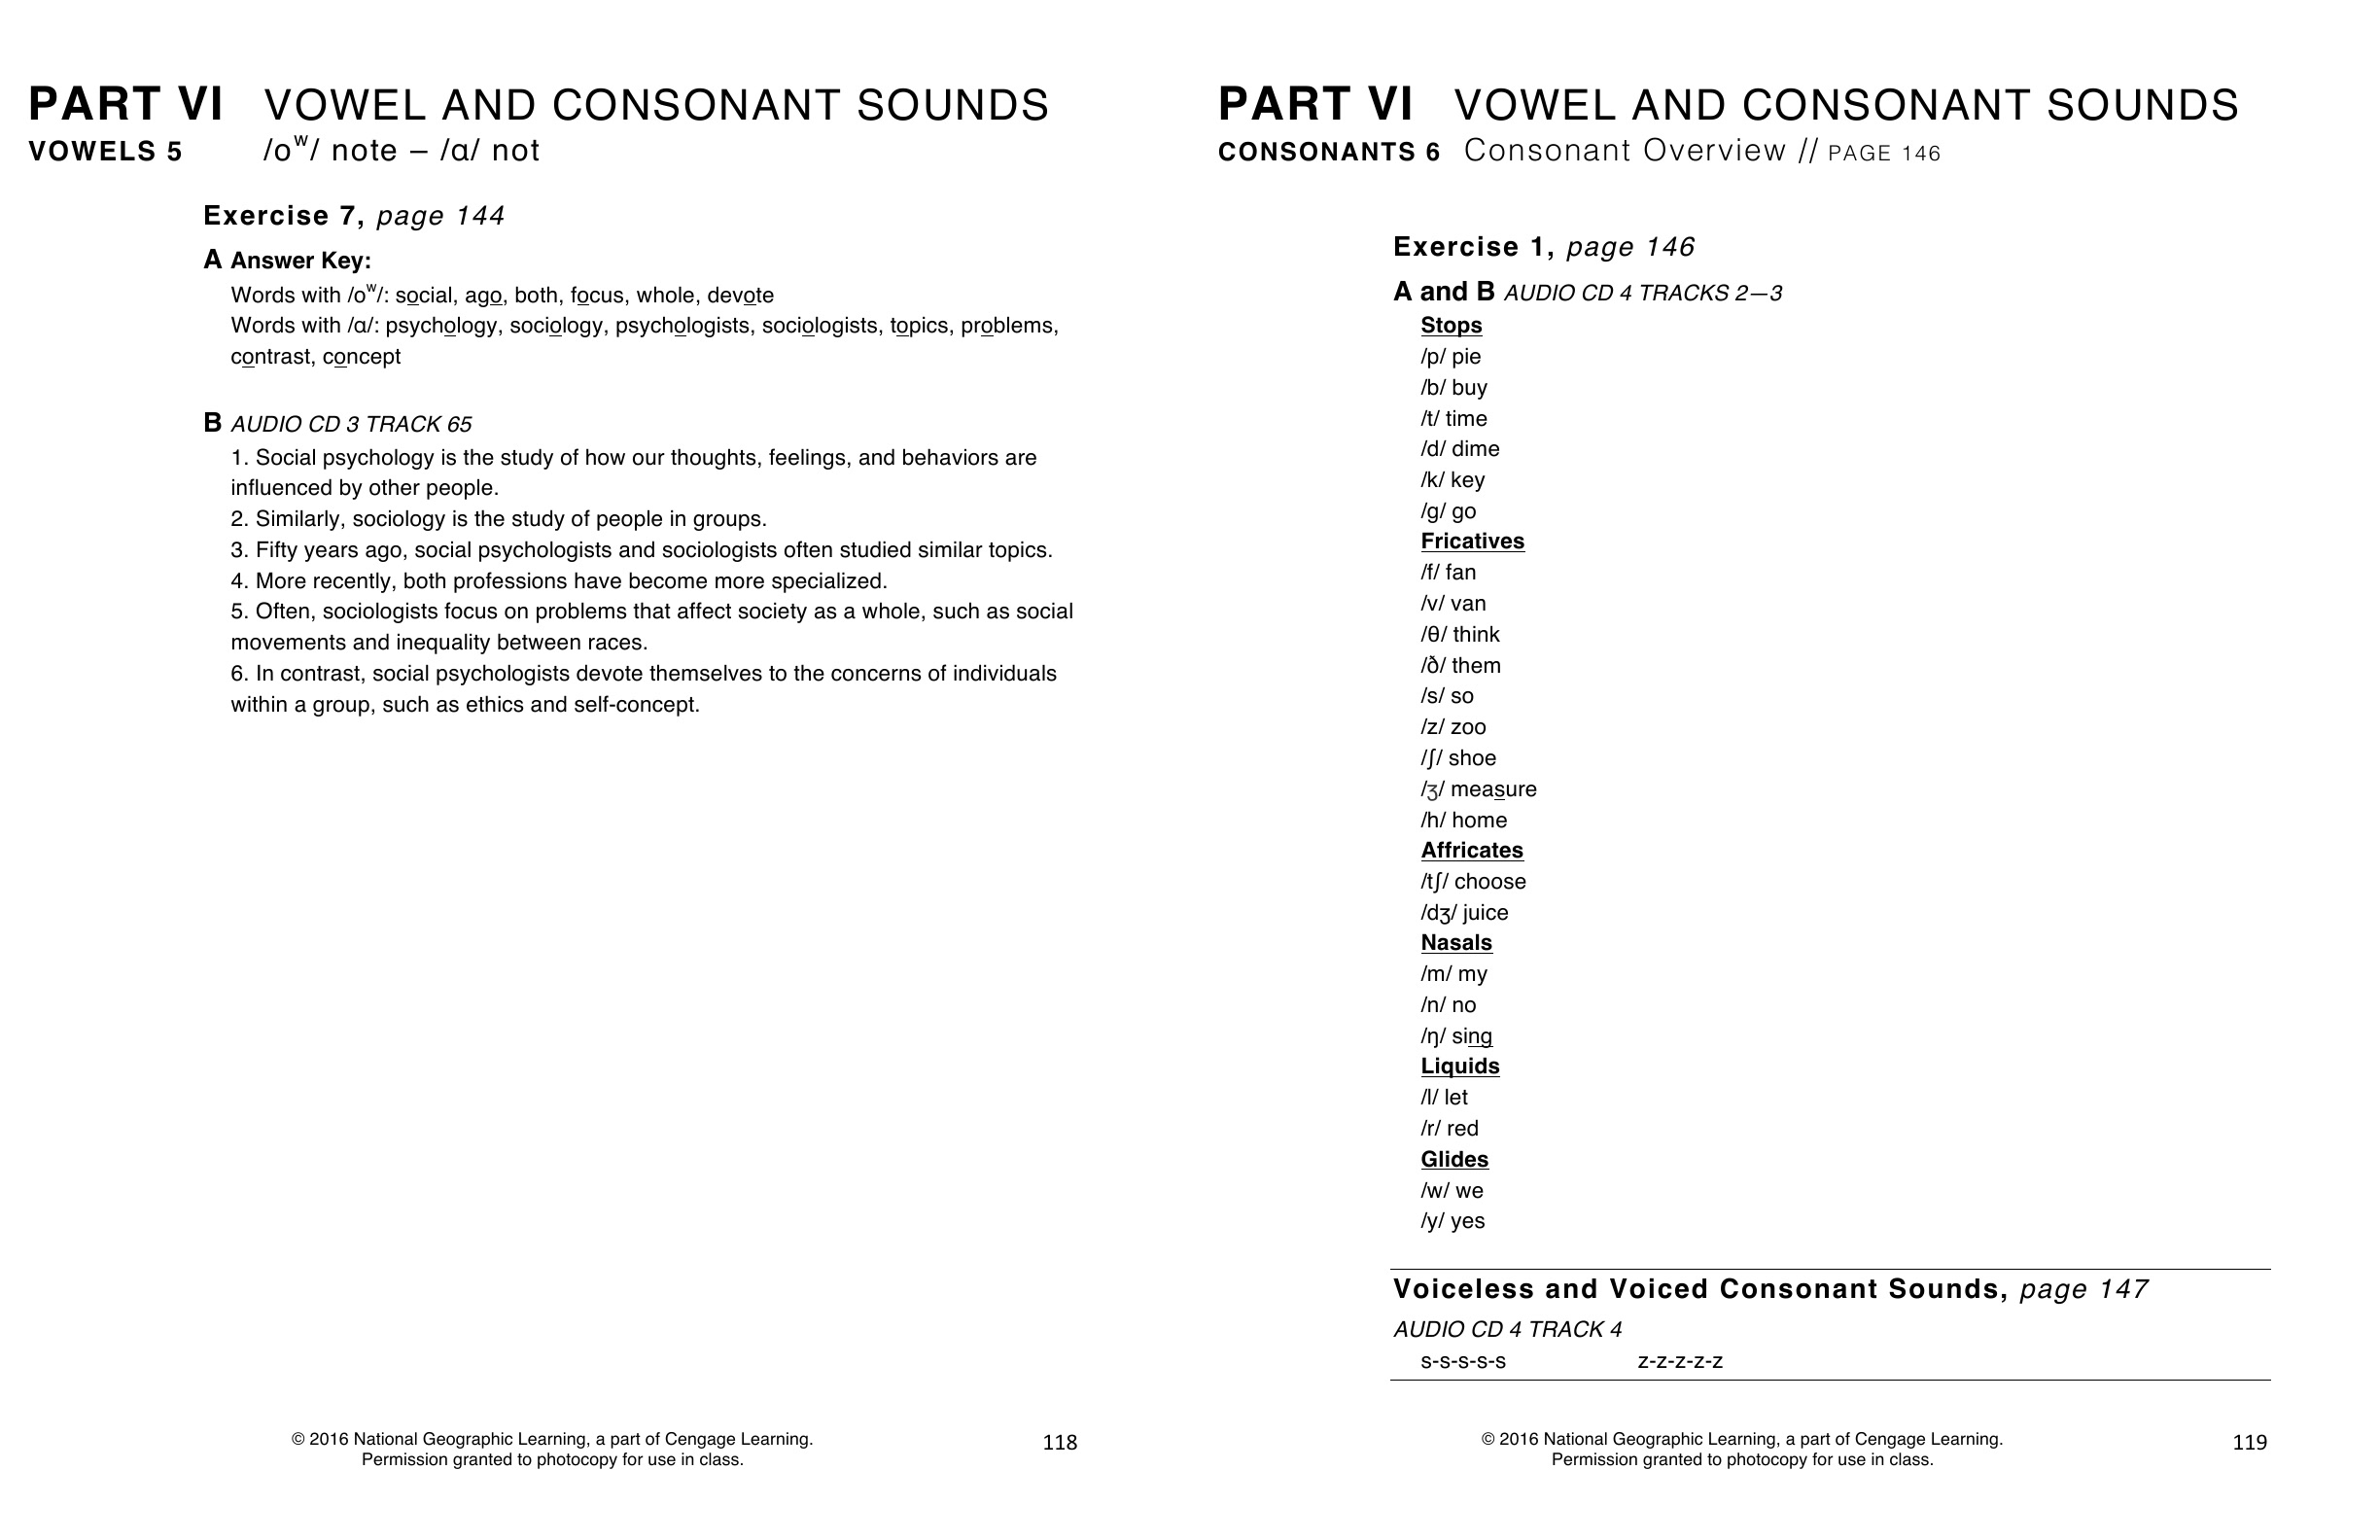 PART VI VOWEL AND CONSONANT SOUNDS
VOWELS 5 /oʷ/ note – /ɑ/ not
Exercise 7, page 144
A Answer Key:
Words with /oʷ/: social, ago, both, focus, whole, devote
Words with /ɑ/: psychology, sociology, psychologists, sociologists, topics, problems,
contrast, concept
B AUDIO CD 3 TRACK 65
1. Social psychology is the study of how our thoughts, feelings, and behaviors are
influenced by other people.
2. Similarly, sociology is the study of people in groups.
3. Fifty years ago, social psychologists and sociologists often studied similar topics.
4. More recently, both professions have become more specialized.
5. Often, sociologists focus on problems that affect society as a whole, such as social
movements and inequality between races.
6. In contrast, social psychologists devote themselves to the concerns of individuals
within a group, such as ethics and self-concept.
© 2016 National Geographic Learning, a part of Cengage Learning.
Permission granted to photocopy for use in class.
118
PART VI VOWEL AND CONSONANT SOUNDS
CONSONANTS 6 Consonant Overview // PAGE 146
Exercise 1, page 146
A and B AUDIO CD 4 TRACKS 2—3
Stops
/p/ pie
/b/ buy
/t/ time
/d/ dime
/k/ key
/g/ go
Fricatives
/f/ fan
/v/ van
/θ/ think
/ð/ them
/s/ so
/z/ zoo
/ʃ/ shoe
/ʒ/ measure
/h/ home
Affricates
/tʃ/ choose
/dʒ/ juice
Nasals
/m/ my
/n/ no
/ŋ/ sing
Liquids
/l/ let
/r/ red
Glides
/w/ we
/y/ yes
Voiceless and Voiced Consonant Sounds, page 147
AUDIO CD 4 TRACK 4
s-s-s-s-s z-z-z-z-z
© 2016 National Geographic Learning, a part of Cengage Learning.
Permission granted to photocopy for use in class.
119